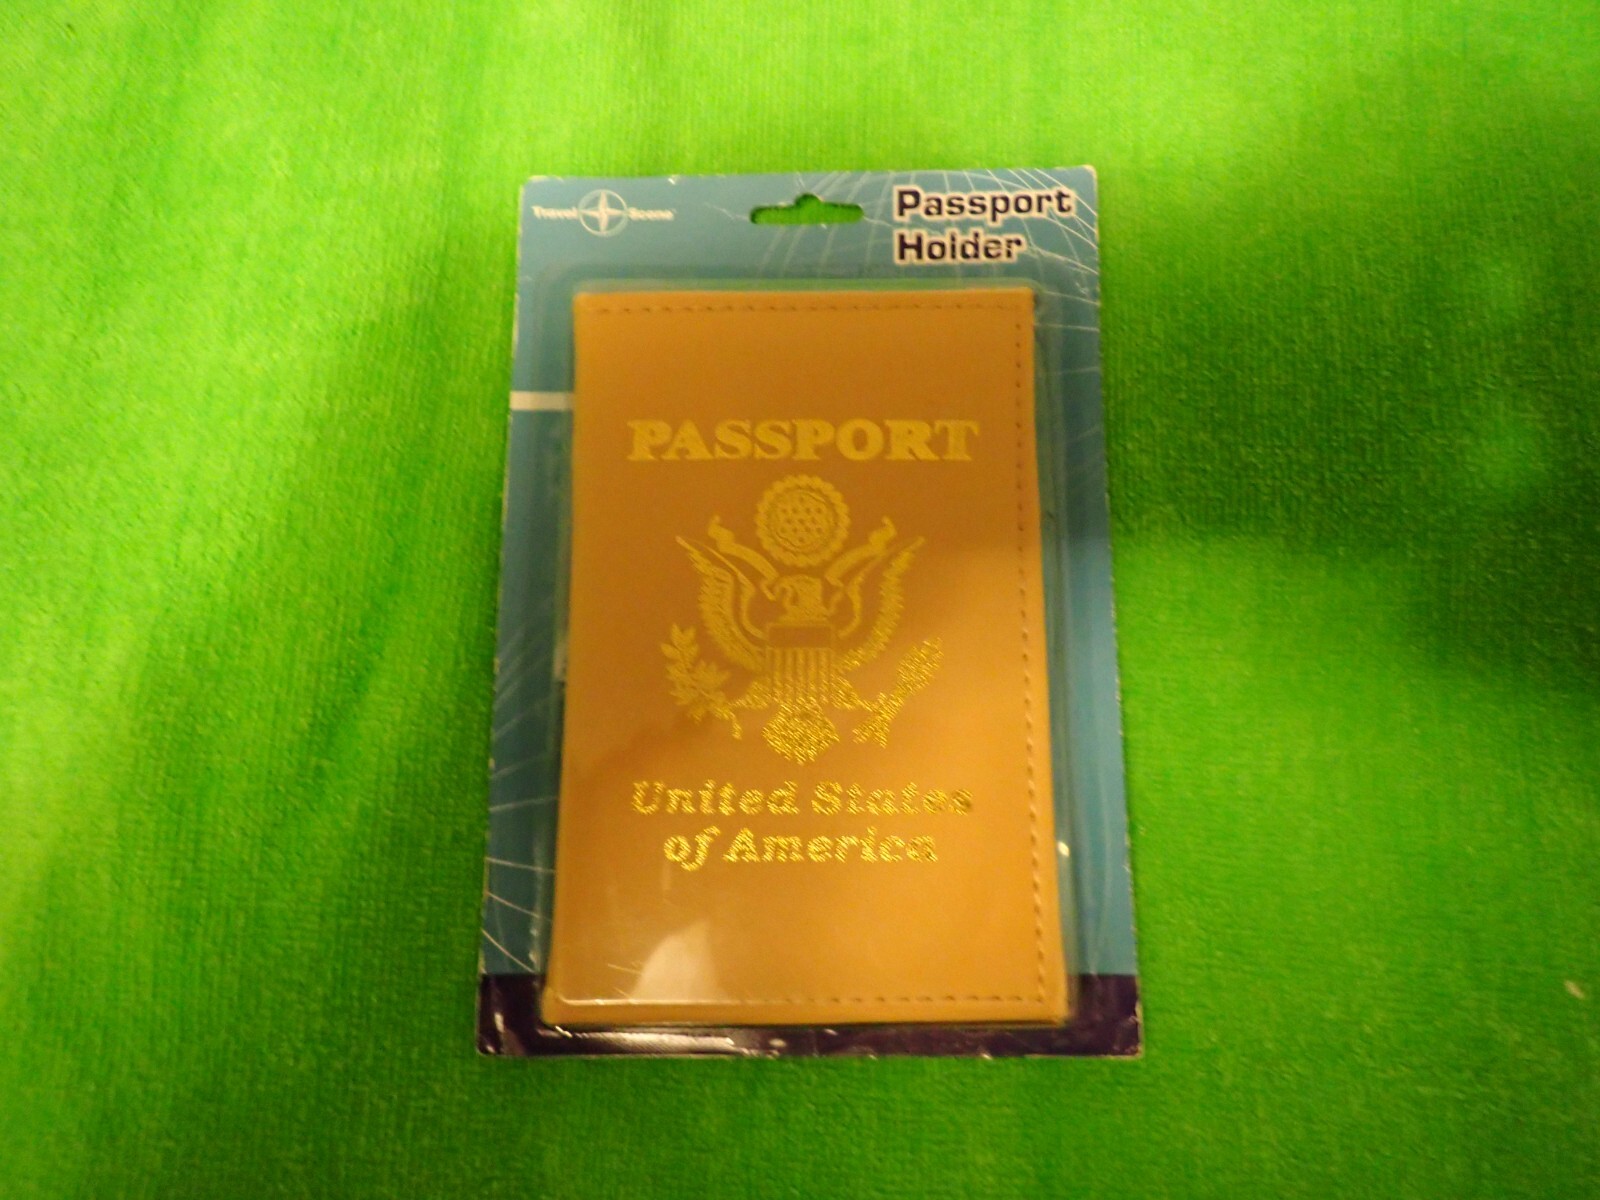 Travel Scene
Passport
Holder
PASSPORT
United States
of America